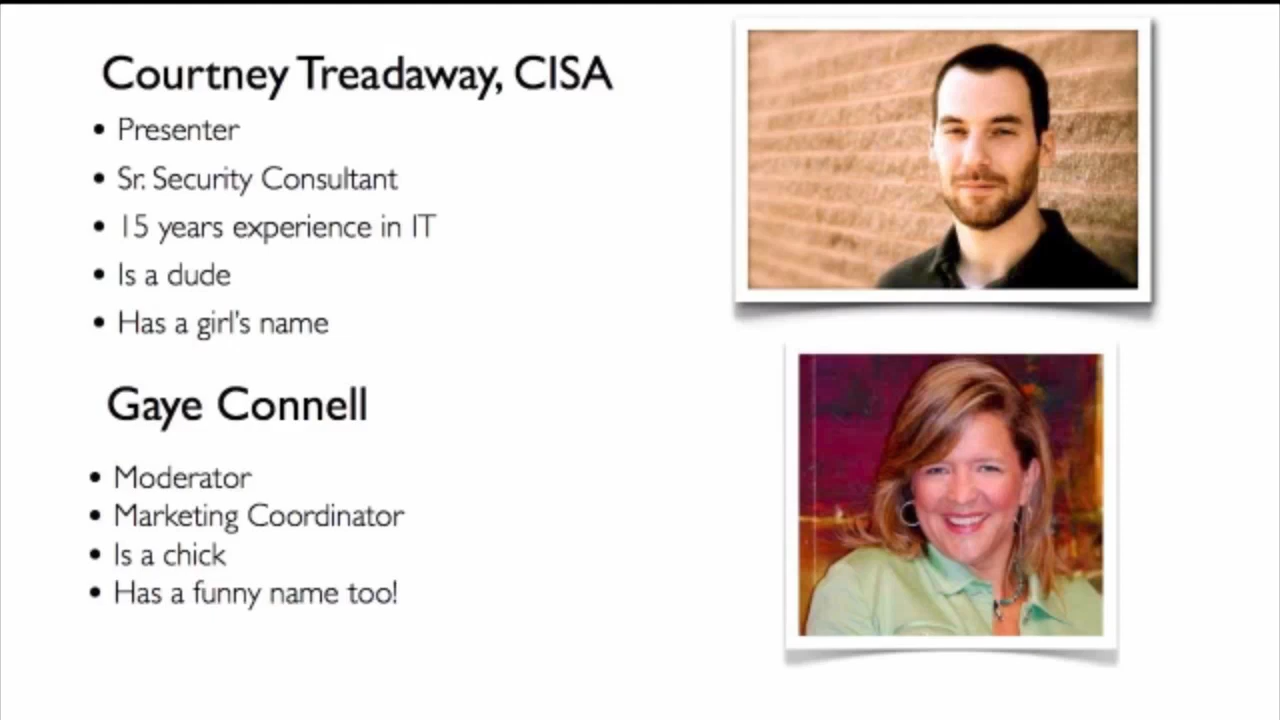 Courtney Treadaway, CISA
• Presenter
• Sr. Security Consultant
• 15 years experience in IT
• Is a dude
• Has a girl's name
Gaye Connell
• Moderator
• Marketing Coordinator
• Is a chick
• Has a funny name too!